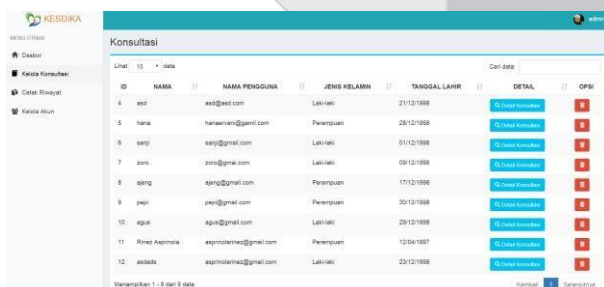 KESDIKA
admin
MENU UTAMA
Dasbor
Kelola Konsultasi
Cetak Riwayat
Kelola Akun
Konsultasi
Lihat 10 data Cari data:
ID NAMA NAMA PENGGUNA JENIS KELAMIN TANGGAL LAHIR DETAIL OPSI
4 asd asd@asd.com Laki-laki 21/12/1998 Detail Konsultasi
5 hana hanaervani@gamil.com Perempuan 28/12/1998 Detail Konsultasi
6 sanji sanji@gmail.com Laki-laki 01/12/1998 Detail Konsultasi
7 zoro zoro@gmai.com Laki-laki 09/12/1998 Detail Konsultasi
8 ajeng ajeng@gmail.com Perempuan 17/12/1998 Detail Konsultasi
9 pepi pepi@gmail.com Perempuan 30/12/1998 Detail Konsultasi
10 agus agus@gmail.com Laki-laki 29/12/1998 Detail Konsultasi
11 Rinez Asprinola asprinolarinez@gmail.com Perempuan 12/04/1997 Detail Konsultasi
12 asdads asprinolarinez@gmail.com Laki-laki 23/12/1998 Detail Konsultasi
Menampilkan 1 - 9 dari 9 data Kembali 1 Selanjutnya